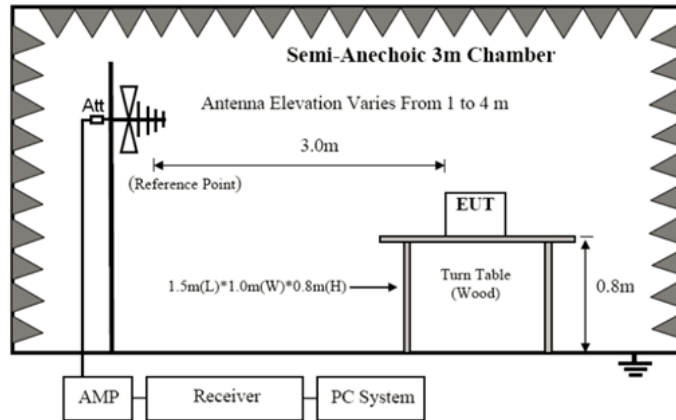 Semi-Anechoic 3m Chamber
Antenna Elevation Varies From 1 to 4 m
Att
3.0m
(Reference Point)
EUT
1.5m(L)*1.0m(W)*0.8m(H)
Turn Table
(Wood)
0.8m
AMP
Receiver
PC System